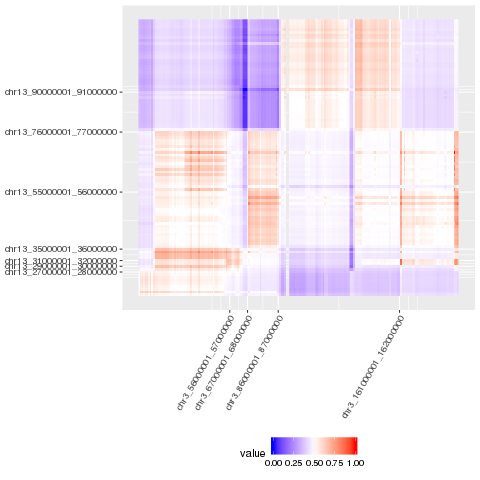 chr13_90000001_91000000
chr13_76000001_77000000
chr13_55000001_56000000
chr13_35000001_36000000
chr13_31000001_32000000
chr13_27000001_28000000
chr3_56000001_57000000
chr3_67000001_68000000
chr3_86000001_87000000
chr3_161000001_162000000
value
0.00 0.25 0.50 0.75 1.00